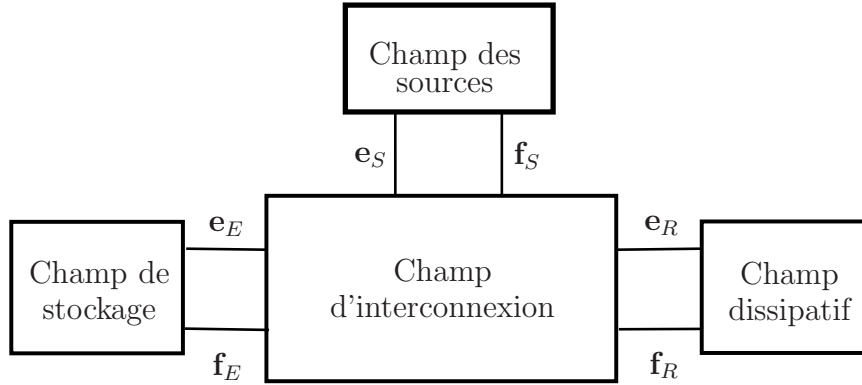 Champ des
sources
e_S
f_S
e_E
e_R
Champ de
stockage
Champ
d'interconnexion
Champ
dissipatif
f_E
f_R